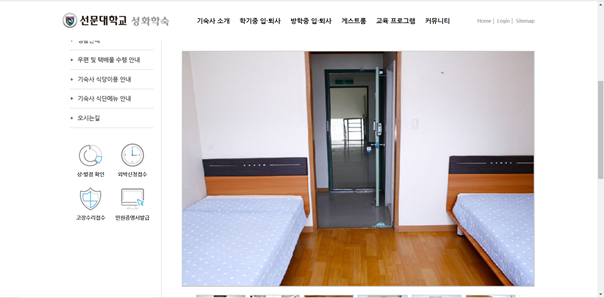 선문대학교 성화학숙
기숙사 소개 학기중 입·퇴사 방학중 입·퇴사 게스트룸 교육 프로그램 커뮤니티
Home | Login | Sitemap
우편 및 택배물 수령 안내
기숙사 식당이용 안내
기숙사 식단메뉴 안내
오시는길
상·벌점 확인 외박신청접수
고장수리접수 민원증명서발급